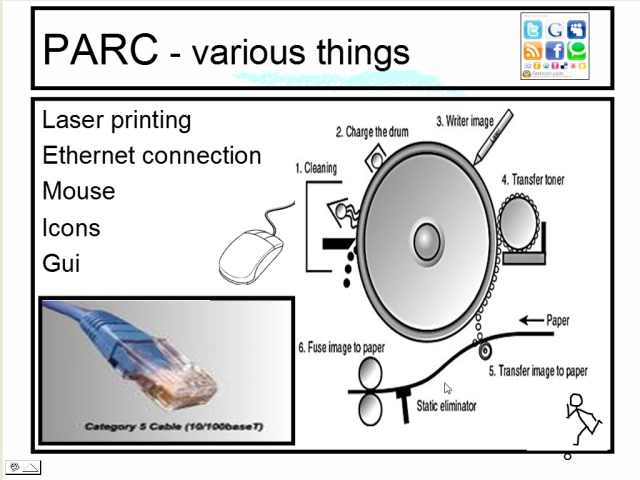 PARC - various things
Laser printing
Ethernet connection
Mouse
Icons
Gui
1. Cleaning
2. Charge the drum
3. Writer image
4. Transfer toner
Paper
5. Transfer image to paper
6. Fuse image to paper
Static eliminator
Category 5 Cable (10/100baseT)